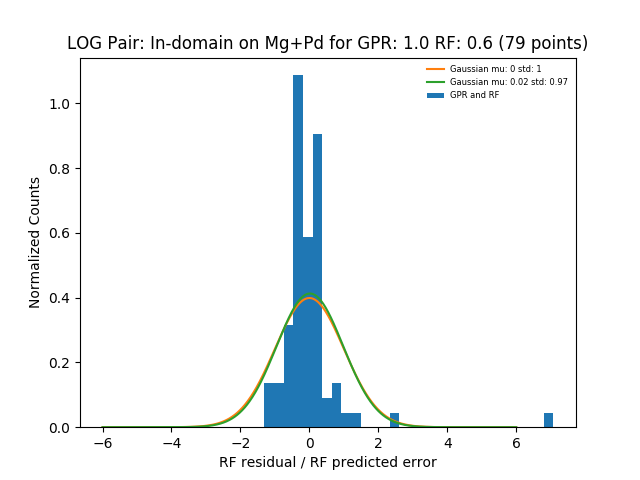 LOG Pair: In-domain on Mg+Pd for GPR: 1.0 RF: 0.6 (79 points)
Gaussian mu: 0 std: 1
Gaussian mu: 0.02 std: 0.97
GPR and RF
Normalized Counts
1.0
0.8
0.6
0.4
0.2
0.0
−6 −4 −2 0 2 4 6
RF residual / RF predicted error